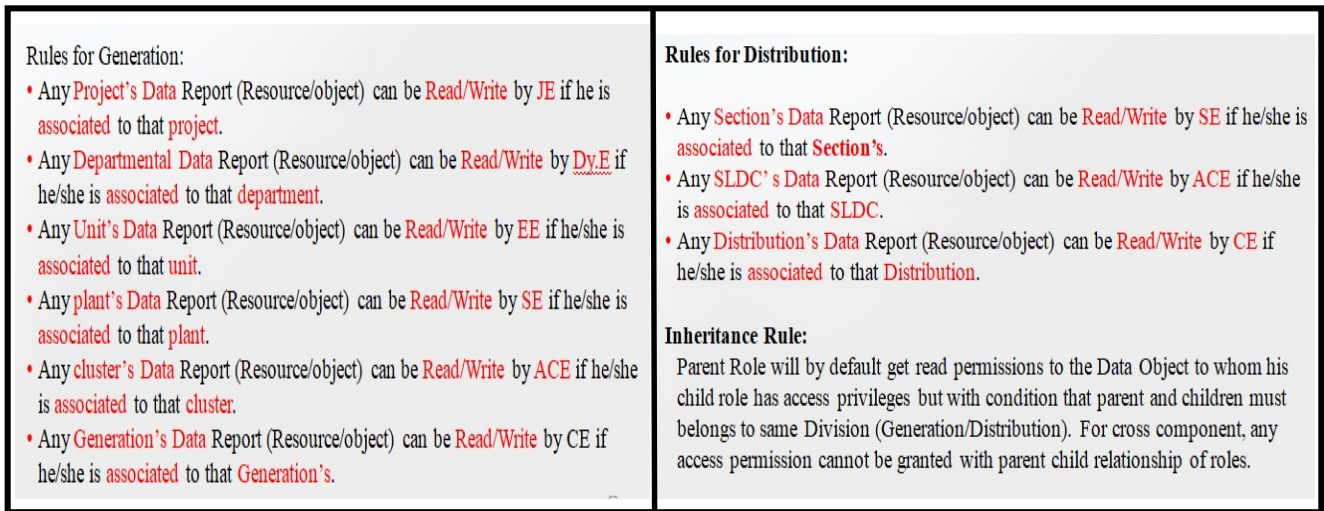 Rules for Generation:
• Any Project's Data Report (Resource/object) can be Read/Write by JE if he is
associated to that project.
• Any Departmental Data Report (Resource/object) can be Read/Write by Dy.E if
he/she is associated to that department.
• Any Unit's Data Report (Resource/object) can be Read/Write by EE if he/she is
associated to that unit.
• Any plant's Data Report (Resource/object) can be Read/Write by SE if he/she is
associated to that plant.
• Any cluster's Data Report (Resource/object) can be Read/Write by ACE if he/she
is associated to that cluster.
• Any Generation's Data Report (Resource/object) can be Read/Write by CE if
he/she is associated to that Generation's.
Rules for Distribution:
• Any Section's Data Report (Resource/object) can be Read/Write by SE if he/she is
associated to that Section's.
• Any SLDC' s Data Report (Resource/object) can be Read/Write by ACE if he/she
is associated to that SLDC.
• Any Distribution's Data Report (Resource/object) can be Read/Write by CE if
he/she is associated to that Distribution.
Inheritance Rule:
Parent Role will by default get read permissions to the Data Object to whom his
child role has access privileges but with condition that parent and children must
belongs to same Division (Generation/Distribution). For cross component, any
access permission cannot be granted with parent child relationship of roles.